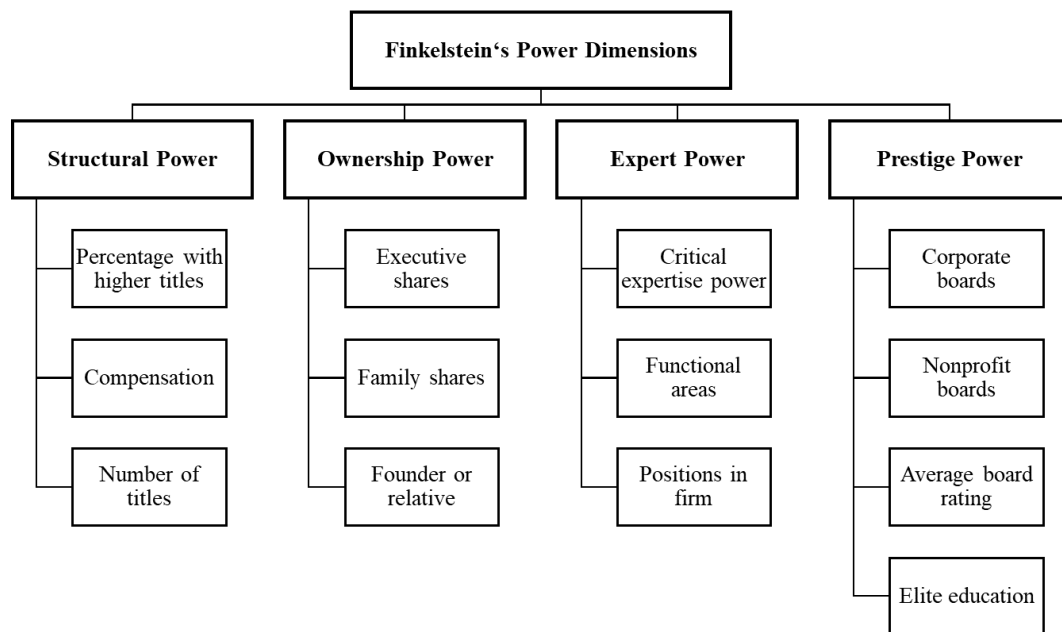 Finkelstein‘s Power Dimensions
Structural Power
Percentage with
higher titles
Compensation
Number of
titles
Ownership Power
Executive
shares
Family shares
Founder or
relative
Expert Power
Critical
expertise power
Functional
areas
Positions in
firm
Prestige Power
Corporate
boards
Nonprofit
boards
Average board
rating
Elite education